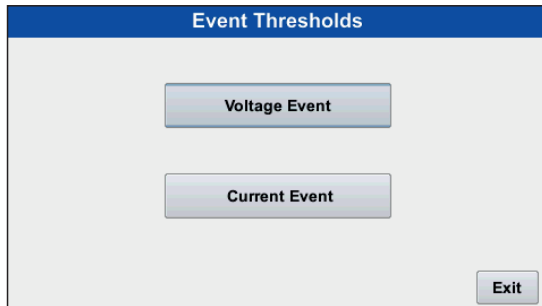 Event Thresholds
Voltage Event
Current Event
Exit